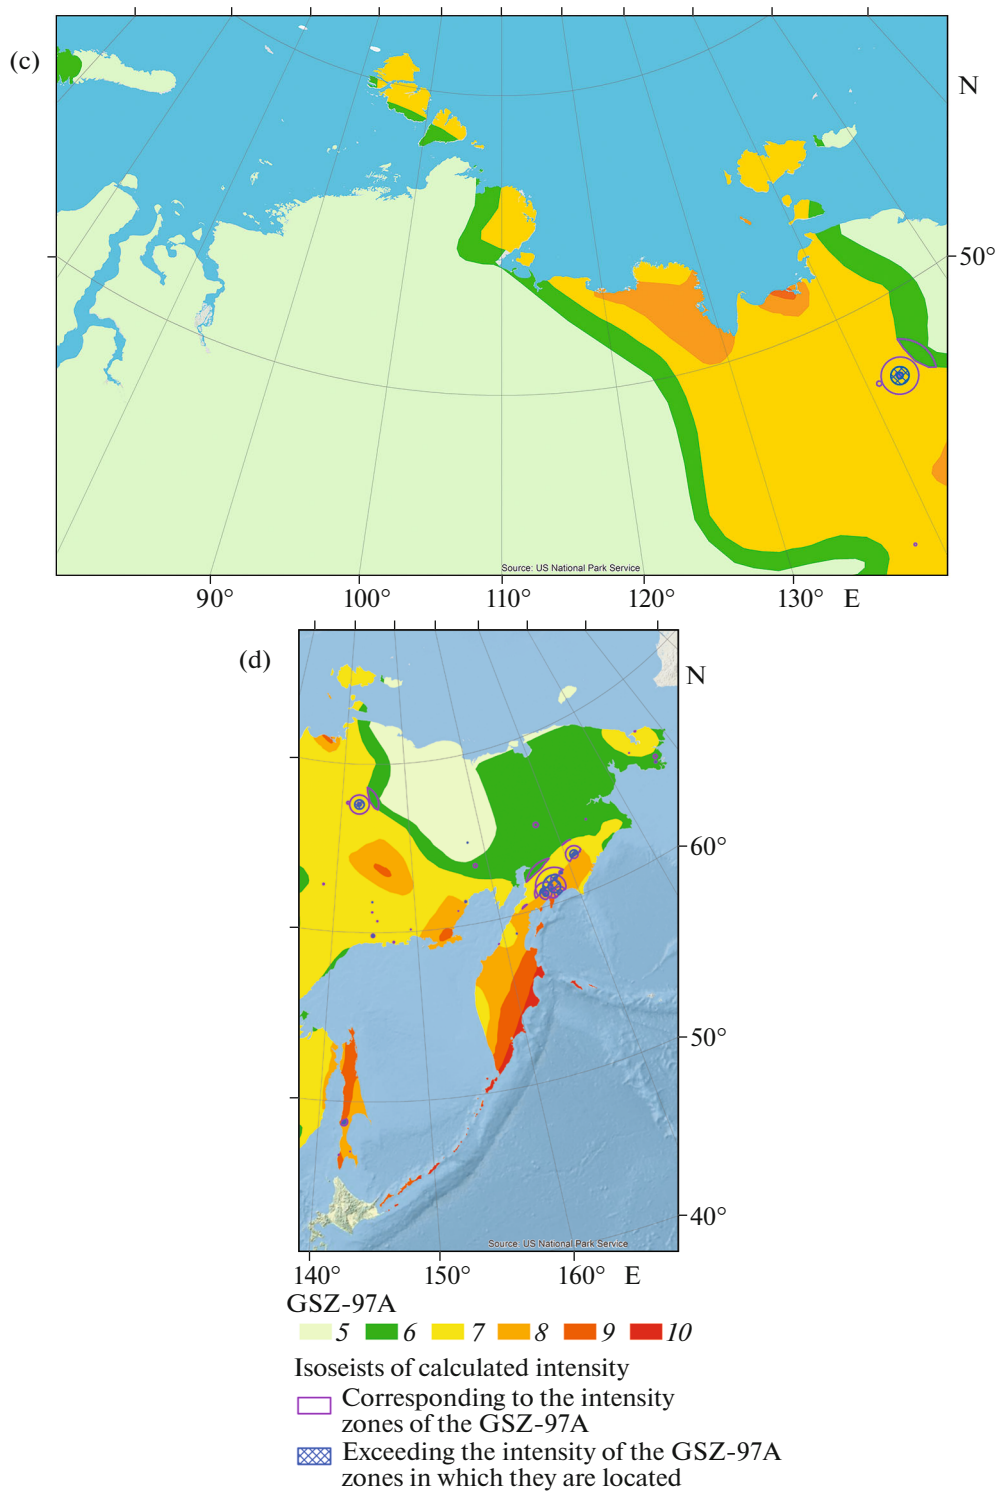 (c)
N
50°
Source: US National Park Service
90°
100°
110°
120°
130°
E
(d)
N
60°
50°
40°
Source: US National Park Service
140°
150°
160°
E
GSZ-97A
5
6
7
8
9
10
Isoseists of calculated intensity
Corresponding to the intensity
zones of the GSZ-97A
Exceeding the intensity of the GSZ-97A
zones in which they are located